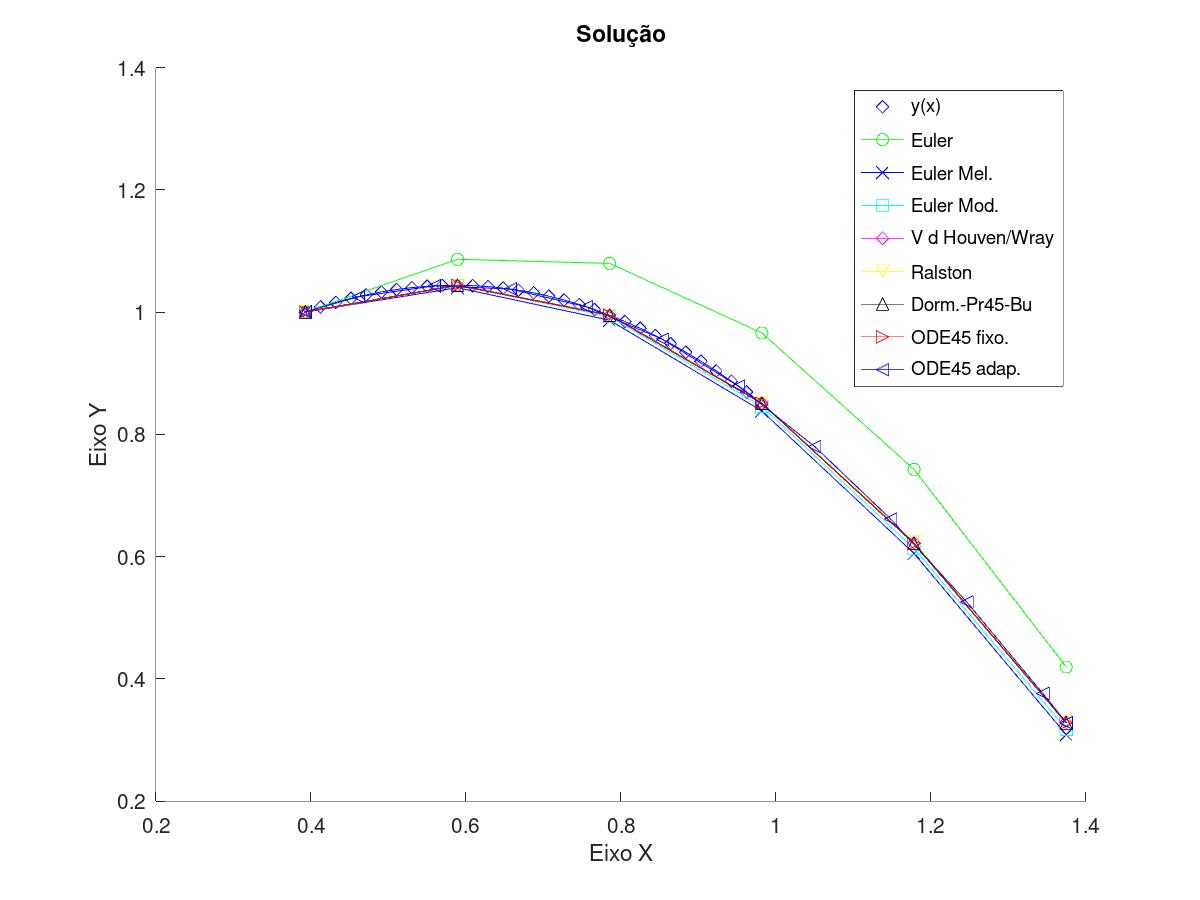 Solução
1.4
1.2
1
0.8
0.6
0.4
0.2
Eixo Y
0.2
0.4
0.6
0.8
1
1.2
1.4
Eixo X
y(x)
Euler
Euler Mel.
Euler Mod.
V d Houven/Wray
Ralston
Dorm.-Pr45-Bu
ODE45 fixo.
ODE45 adap.